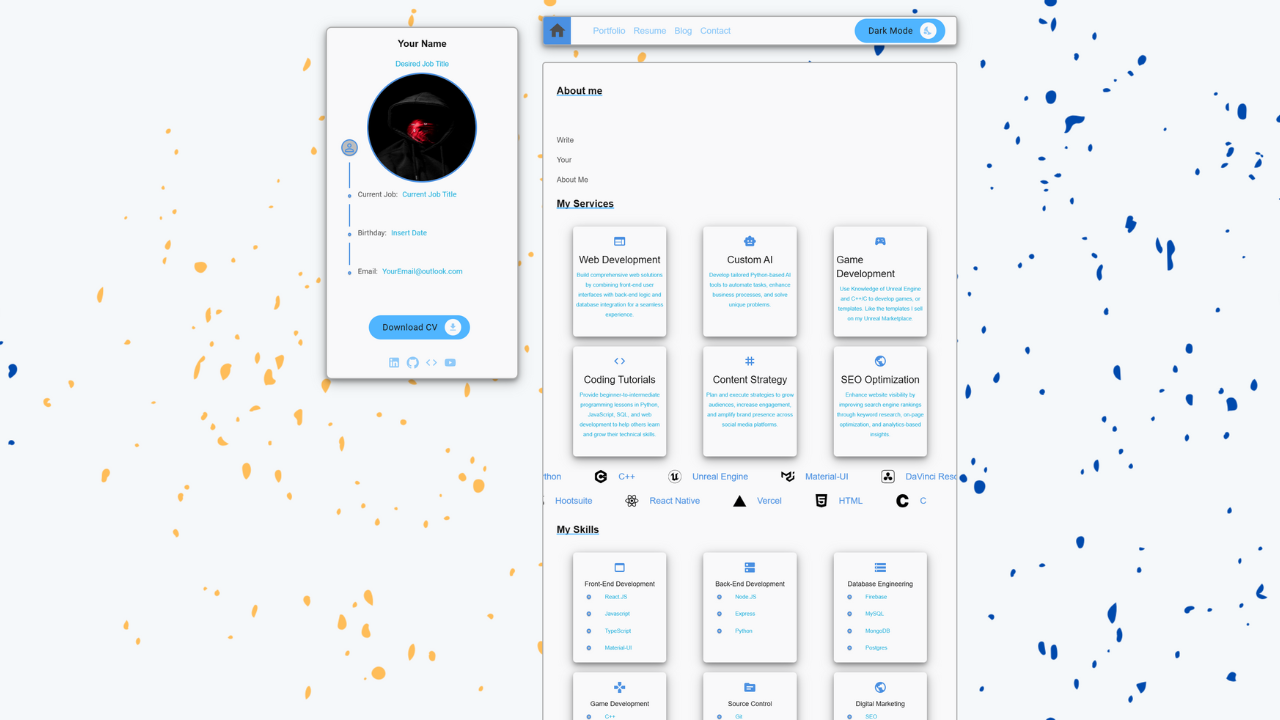 Your Name
Desired Job Title
Current Job: Current Job Title
Birthday: Insert Date
Email: YourEmail@outlook.com
Download CV
Portfolio Resume Blog Contact
Dark Mode
About me
Write
Your
About Me
My Services
Web Development
Build comprehensive web solutions
by combining front-end user
interfaces with back-end logic and
database integration for a seamless
experience.
Custom AI
Develop tailored Python-based AI
tools to automate tasks, enhance
business processes, and solve
unique problems.
Game
Development
Use Knowledge of Unreal Engine
and C++/C to develop games, or
templates. Like the templates I sell
on my Unreal Marketplace
Coding Tutorials
Provide beginner-to-intermediate
programming lessons in Python,
JavaScript, SQL, and web
development to help others learn
and grow their technical skills.
Content Strategy
Plan and execute strategies to grow
audiences, increase engagement,
and amplify brand presence across
social media platforms.
SEO Optimization
Enhance website visibility by
improving search engine rankings
through keyword research, on-page
optimization, and analytics-based
insights.
thon C++ Unreal Engine Material-UI DaVinci Reso
Hootsuite React Native Vercel HTML C
My Skills
Front-End Development
React.JS
Javascript
TypeScript
Material-UI
Back-End Development
Node.JS
Express
Python
Database Engineering
Firebase
MySQL
MongoDB
Postgres
Game Development
C++
Source Control
Git
Digital Marketing
SEO